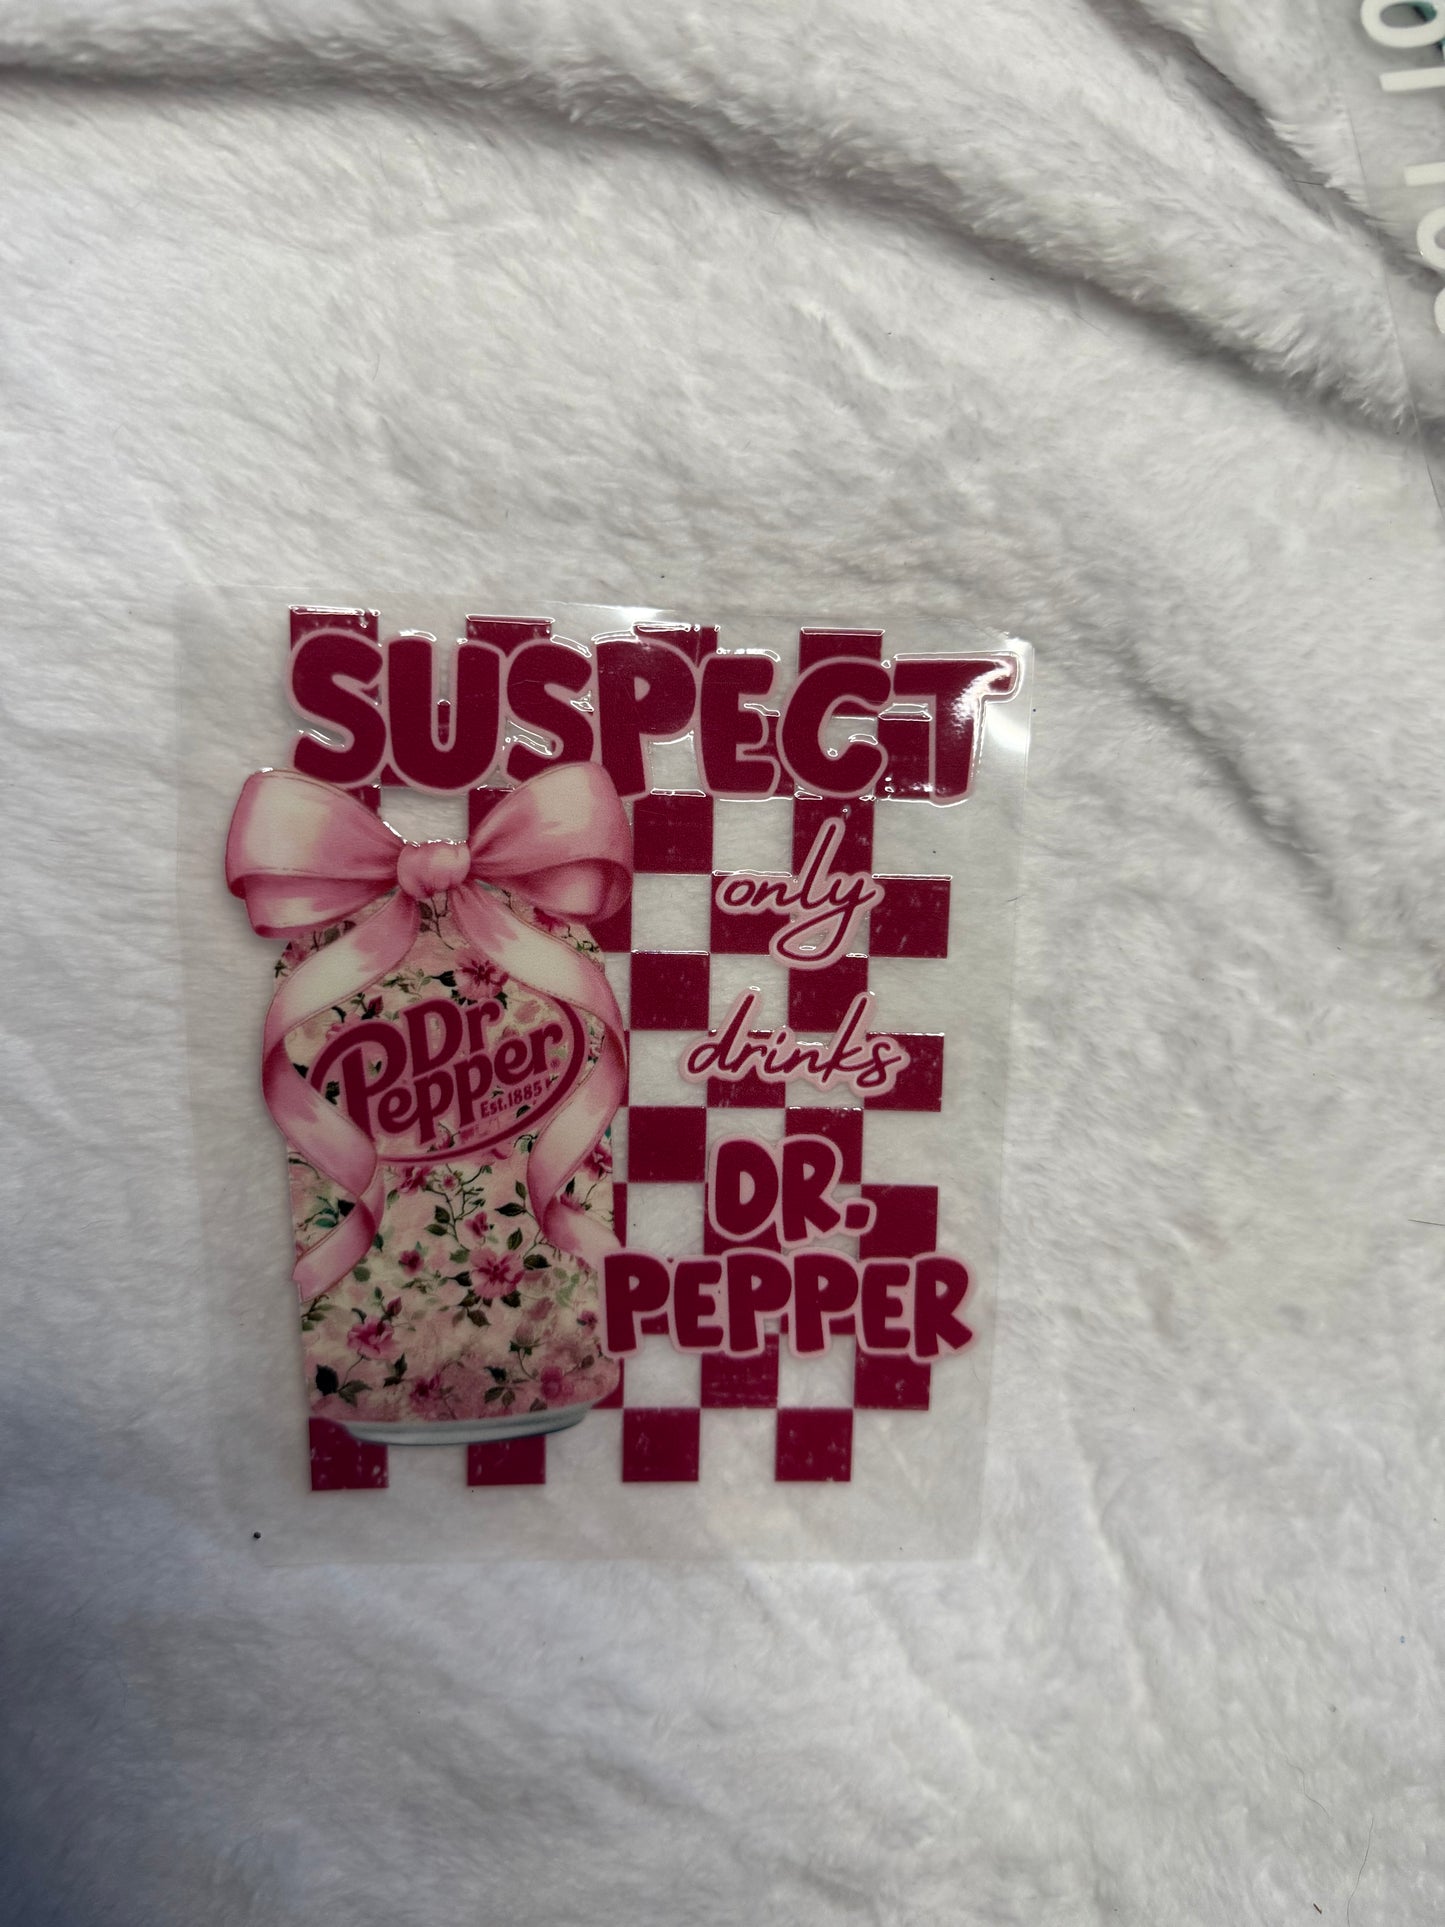 SUSPECT
only
drinks
DR.
PEPPER
Dr
Pepper
Est.1885